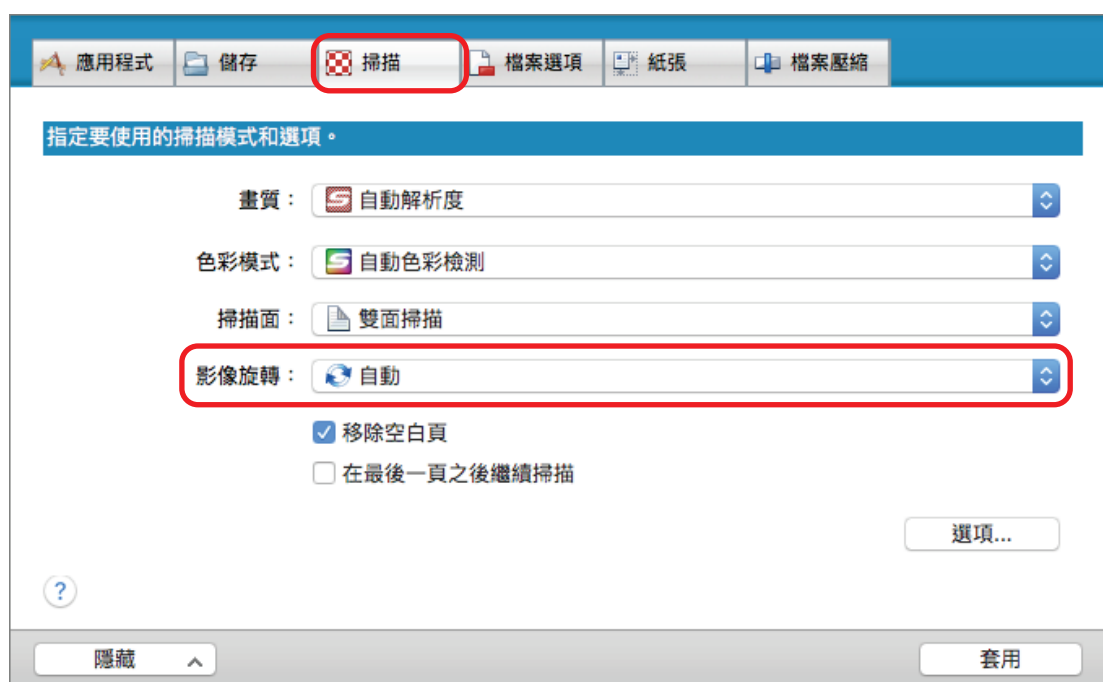 應用程式 儲存 掃描 檔案選項 紙張 檔案壓縮
指定要使用的掃描模式和選項。
畫質： 自動解析度
色彩模式： 自動色彩檢測
掃描面： 雙面掃描
影像旋轉： 自動
移除空白頁
在最後一頁之後繼續掃描
選項...
?
隱藏 套用